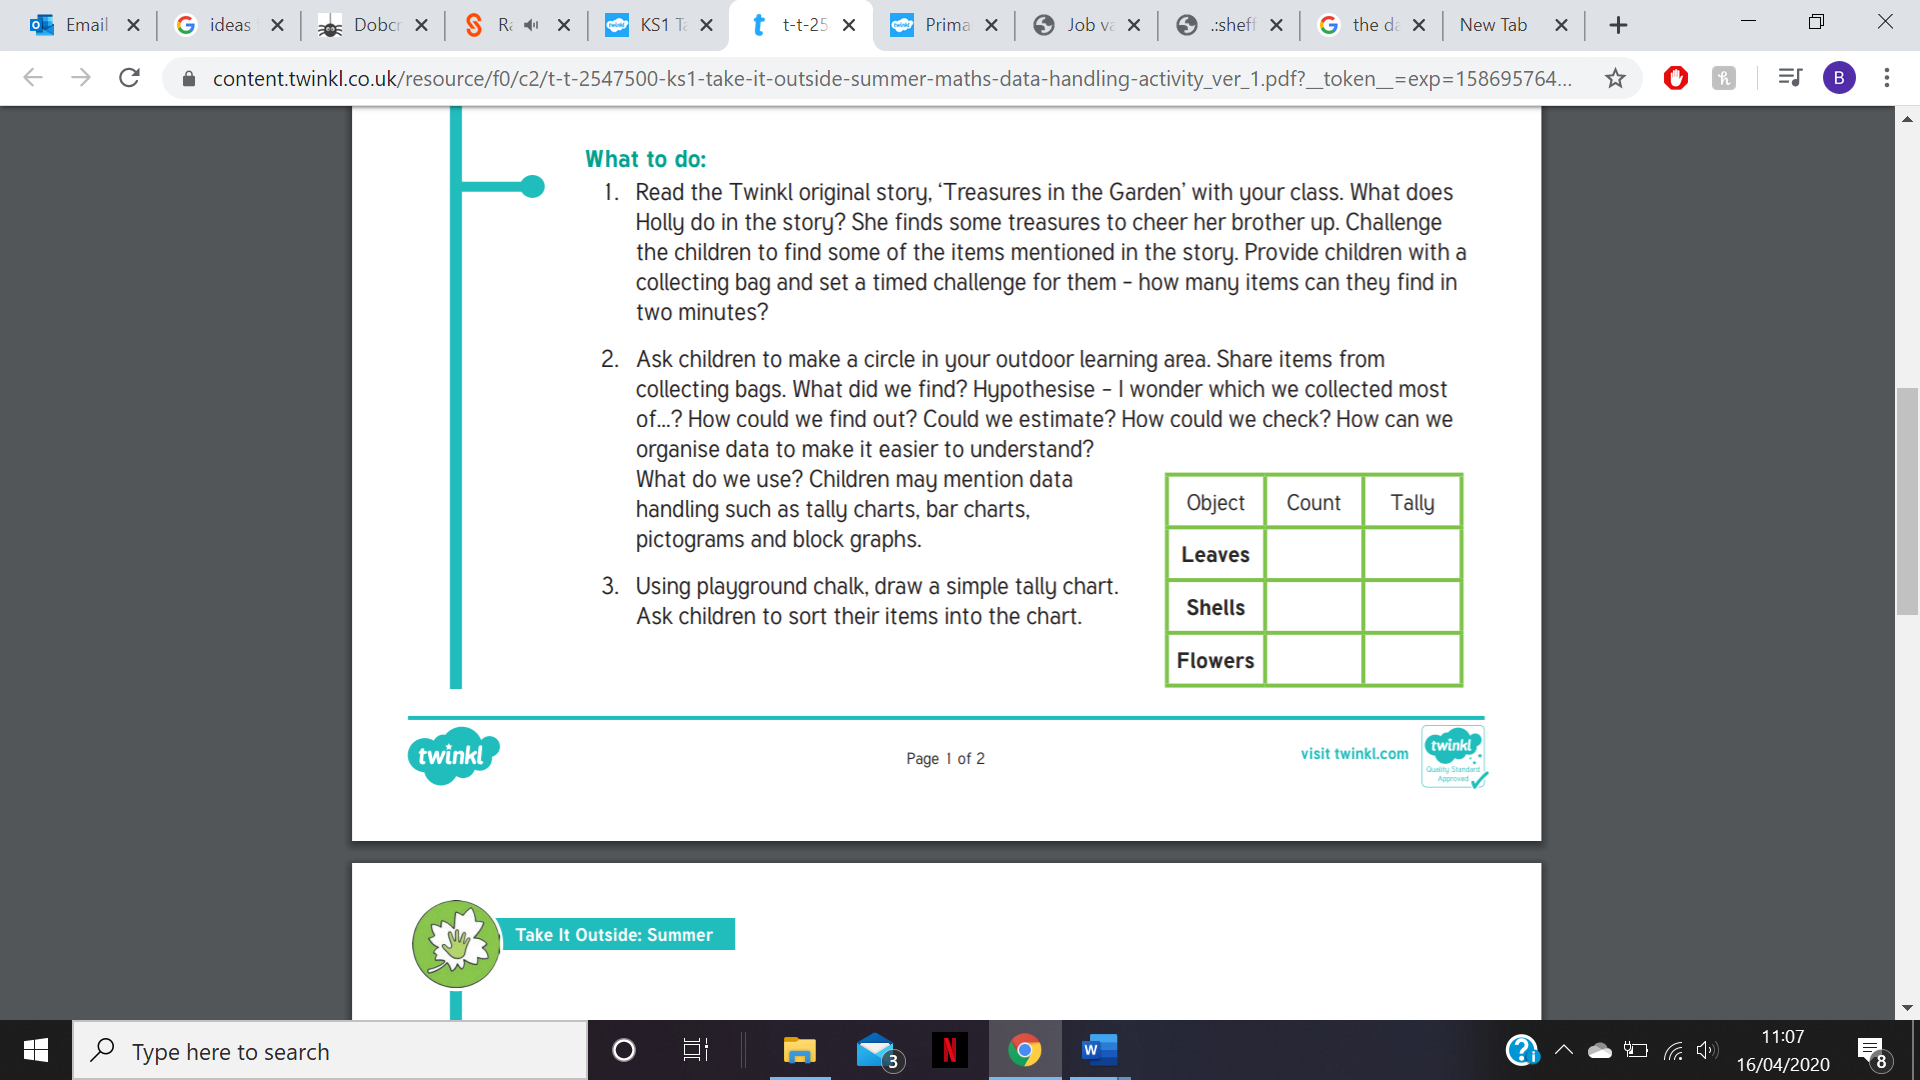 Email
ideas
Dobcr
Ra
KS1 Ta
t-t-25
Prima
Job va
.:sheff
the da
New Tab
content.twinkl.co.uk/resource/f0/c2/t-t-2547500-ks1-take-it-outside-summer-maths-data-handling-activity_ver_1.pdf?__token__=exp=158695764...
B
What to do:
1. Read the Twinkl original story, ‘Treasures in the Garden’ with your class. What does
Holly do in the story? She finds some treasures to cheer her brother up. Challenge
the children to find some of the items mentioned in the story. Provide children with a
collecting bag and set a timed challenge for them – how many items can they find in
two minutes?
2. Ask children to make a circle in your outdoor learning area. Share items from
collecting bags. What did we find? Hypothesise – I wonder which we collected most
of...? How could we find out? Could we estimate? How could we check? How can we
organise data to make it easier to understand?
What do we use? Children may mention data
handling such as tally charts, bar charts,
pictograms and block graphs.
3. Using playground chalk, draw a simple tally chart.
Ask children to sort their items into the chart.
Object Count Tally
Leaves
Shells
Flowers
twinkl
Page 1 of 2
visit twinkl.com
twinkl
Quality Standard
Approved
Take It Outside: Summer
Type here to search
3
N
W
11:07
16/04/2020
8